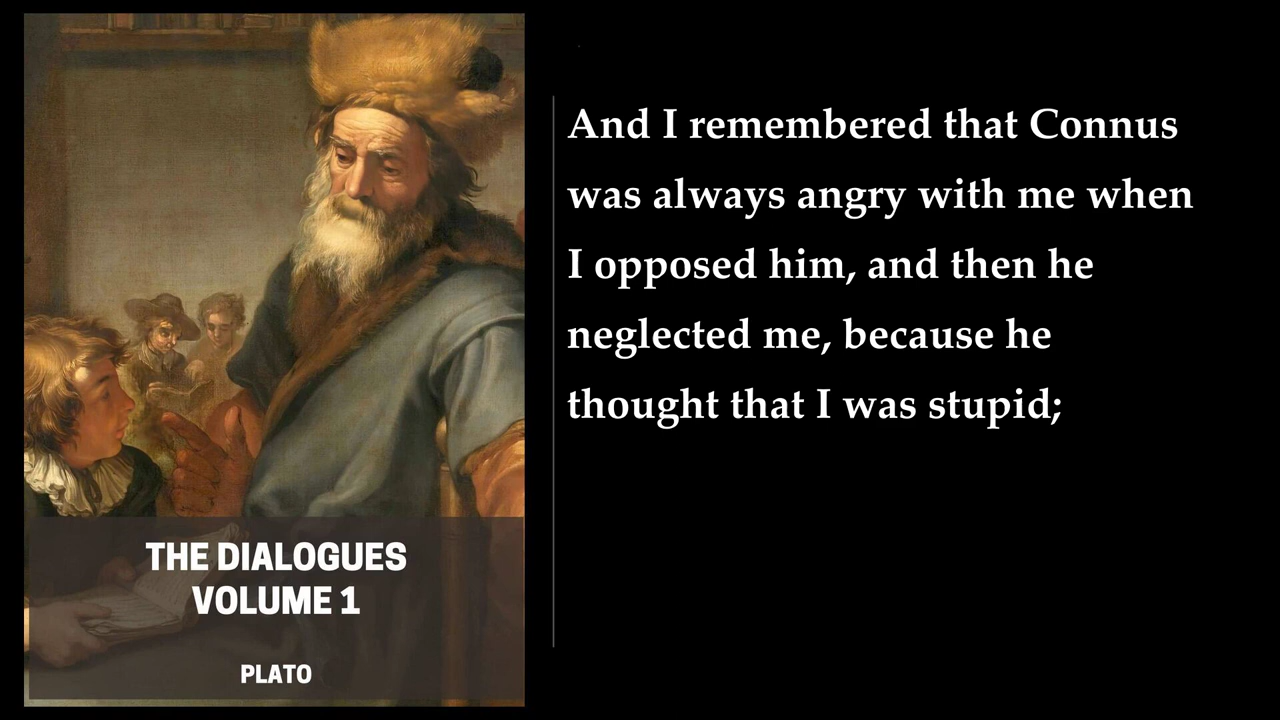 And I remembered that Connus
was always angry with me when
I opposed him, and then he
neglected me, because he
thought that I was stupid;
THE DIALOGUES
VOLUME 1
PLATO